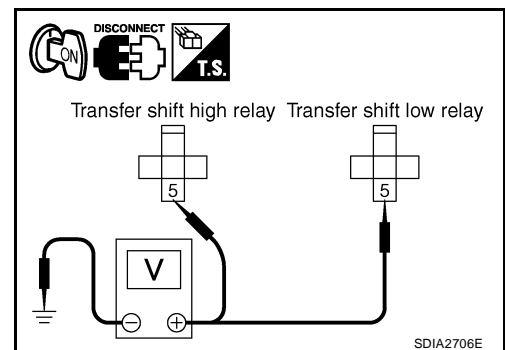 ON
DISCONNECT
T.S.
Transfer shift high relay
Transfer shift low relay
5
5
V
− +
SDIA2706E